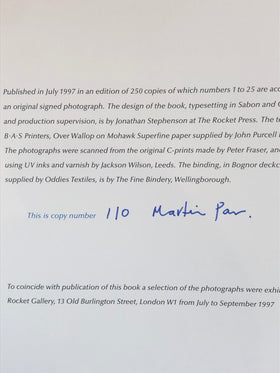 Published in July 1997 in an edition of 250 copies of which numbers 1 to 25 are acc
an original signed photograph. The design of the book, typesetting in Sabon and
and production supervision, is by Jonathan Stephenson at The Rocket Press. The te
B·A·S Printers, Over Wallop on Mohawk Superfine paper supplied by John Purcell
The photographs were scanned from the original C-prints made by Peter Fraser, an
using UV inks and varnish by Jackson Wilson, Leeds. The binding, in Bognor deckc
supplied by Oddies Textiles, is by The Fine Bindery, Wellingborough.
This is copy number 110 Martin Parr.
To coincide with publication of this book a selection of the photographs were exhi
Rocket Gallery, 13 Old Burlington Street, London W1 from July to September 1997